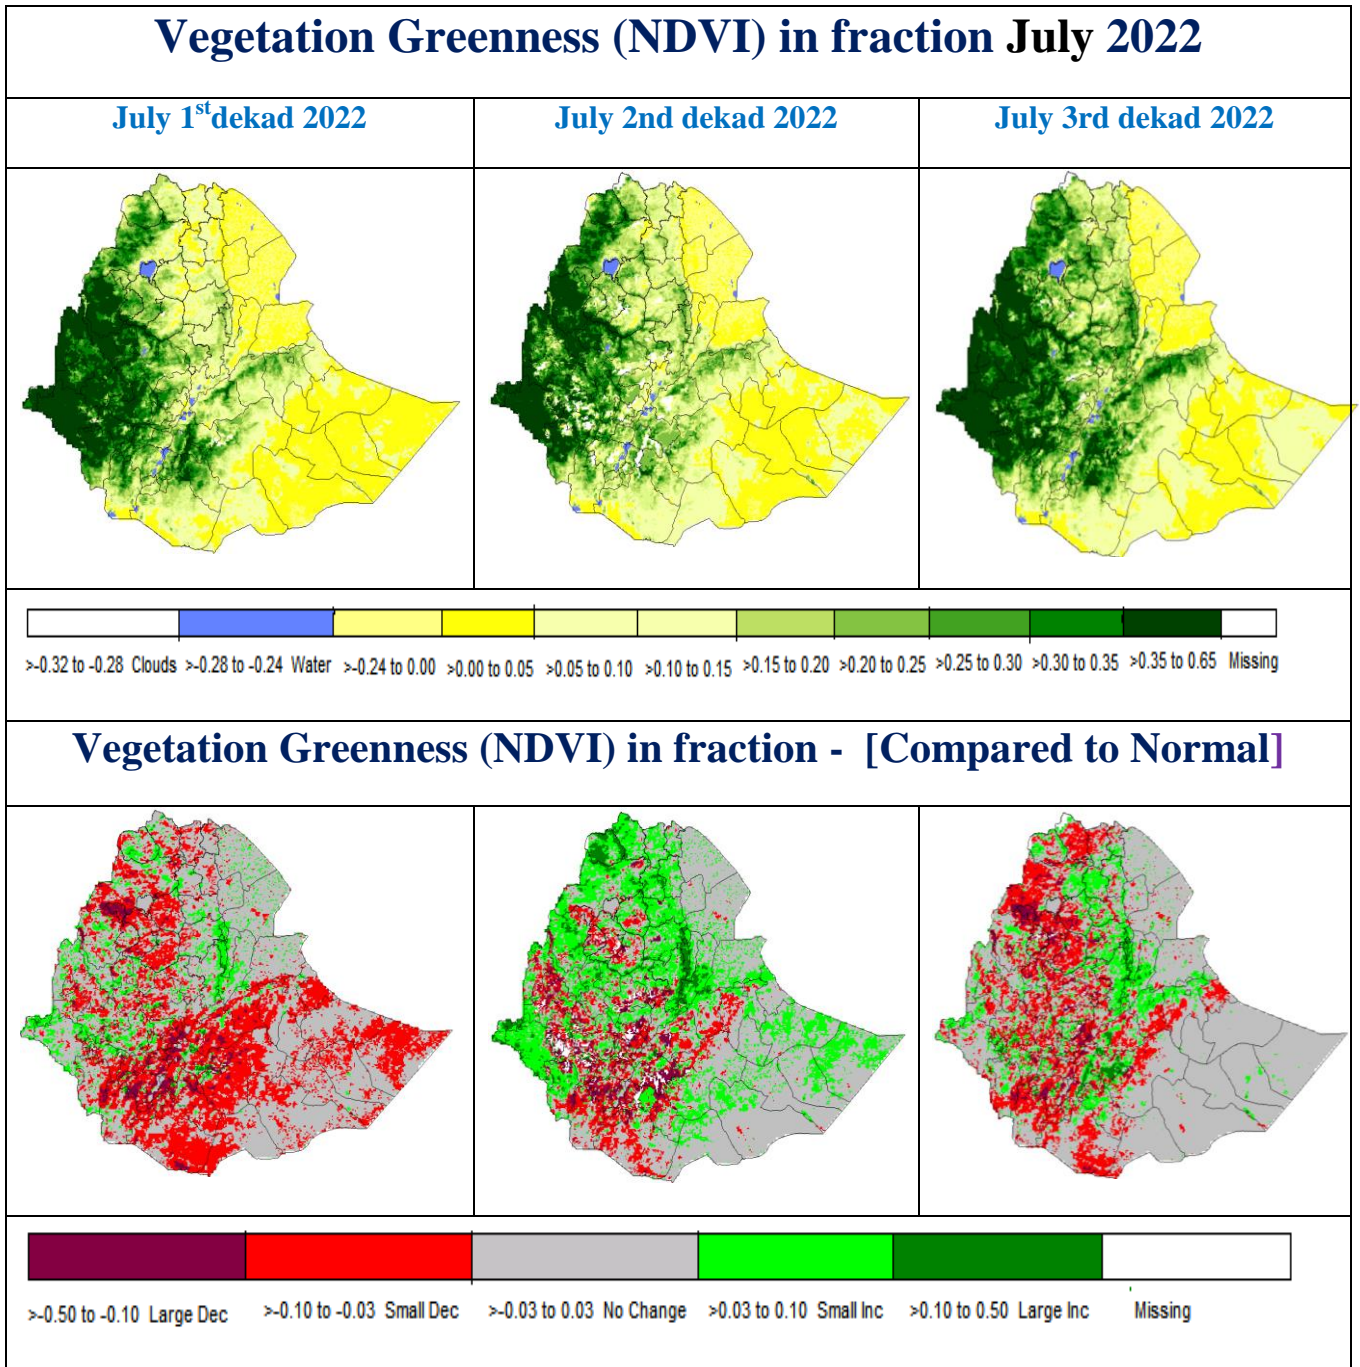 Vegetation Greenness (NDVI) in fraction July 2022
July 1stdekad 2022
July 2nd dekad 2022
July 3rd dekad 2022
>-0.32 to -0.28 Clouds >-0.28 to -0.24 Water >-0.24 to 0.00 >0.00 to 0.05 >0.05 to 0.10 >0.10 to 0.15 >0.15 to 0.20 >0.20 to 0.25 >0.25 to 0.30 >0.30 to 0.35 >0.35 to 0.65 Missing
Vegetation Greenness (NDVI) in fraction - [Compared to Normal]
>-0.50 to -0.10 Large Dec >-0.10 to -0.03 Small Dec >-0.03 to 0.03 No Change >0.03 to 0.10 Small Inc >0.10 to 0.50 Large Inc Missing